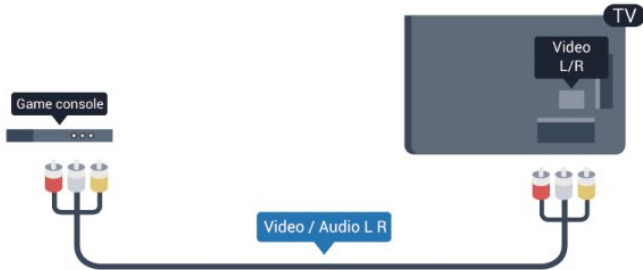 TV
Video
L/R
Game console
Video / Audio L R